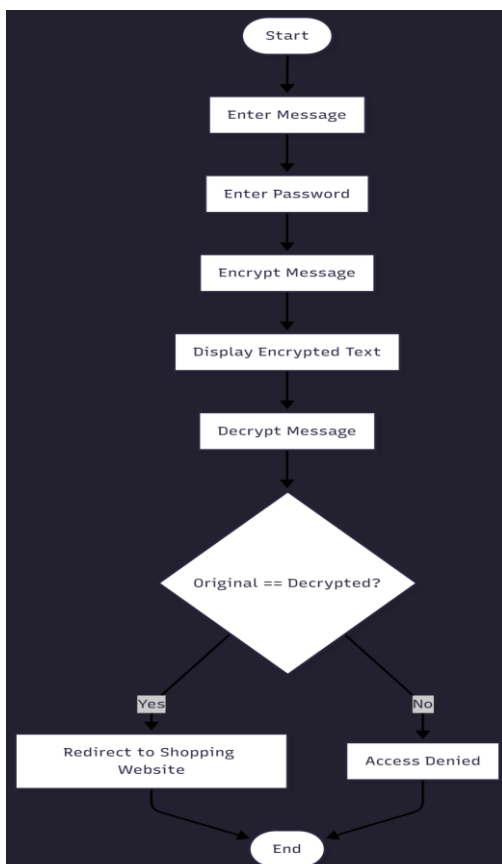 Start
Enter Message
Enter Password
Encrypt Message
Display Encrypted Text
Decrypt Message
Original == Decrypted?
Yes
No
Redirect to Shopping
Website
Access Denied
End